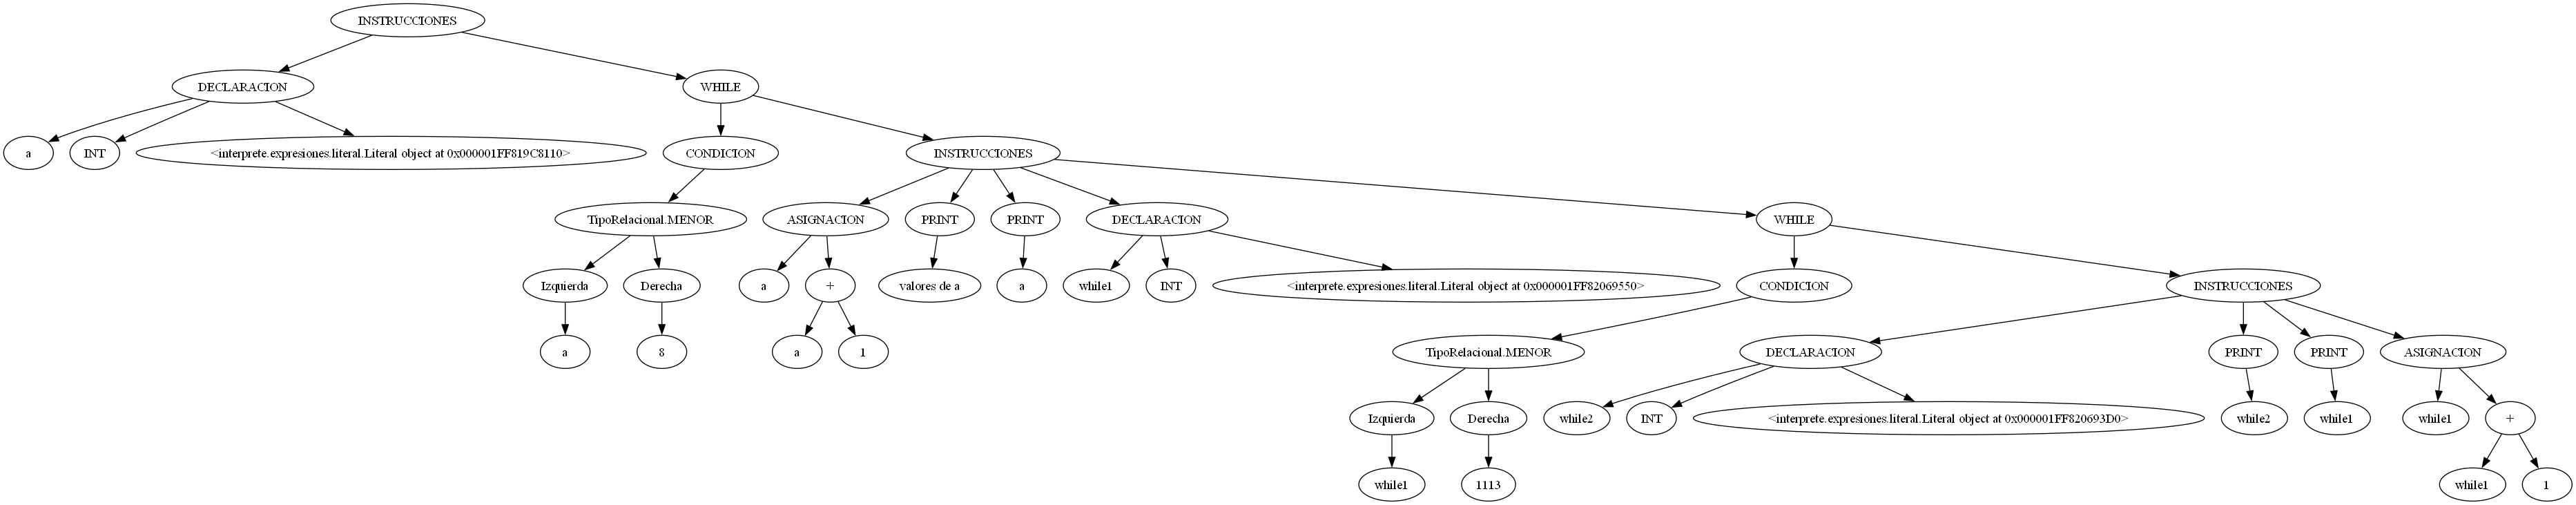 INSTRUCCIONES
DECLARACION
WHILE
a
INT
<interprete.expresiones.literal.Literal object at 0x000001FF819C8110>
CONDICION
INSTRUCCIONES
TipoRelacional.MENOR
ASIGNACION
PRINT
PRINT
DECLARACION
WHILE
Izquierda
Derecha
a
+
valores de a
a
while1
INT
<interprete.expresiones.literal.Literal object at 0x000001FF82069550>
CONDICION
INSTRUCCIONES
a
8
a
1
TipoRelacional.MENOR
DECLARACION
PRINT
PRINT
ASIGNACION
Izquierda
Derecha
while2
INT
<interprete.expresiones.literal.Literal object at 0x000001FF820693D0>
while2
while1
while1
+
while1
1113
while1
1